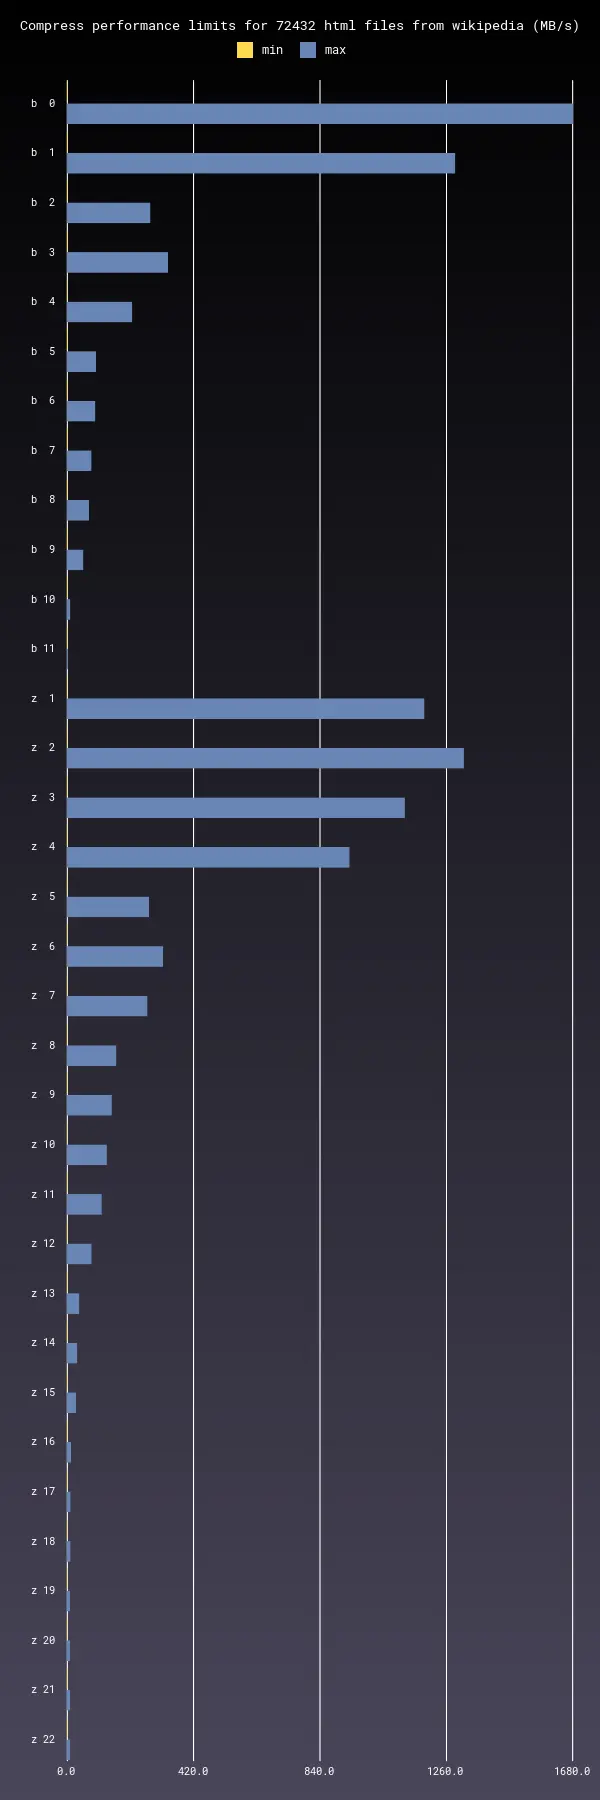 Compress performance limits for 72432 html files from wikipedia (MB/s)
min max
b 0
b 1
b 2
b 3
b 4
b 5
b 6
b 7
b 8
b 9
b 10
b 11
z 1
z 2
z 3
z 4
z 5
z 6
z 7
z 8
z 9
z 10
z 11
z 12
z 13
z 14
z 15
z 16
z 17
z 18
z 19
z 20
z 21
z 22
0.0 420.0 840.0 1260.0 1680.0